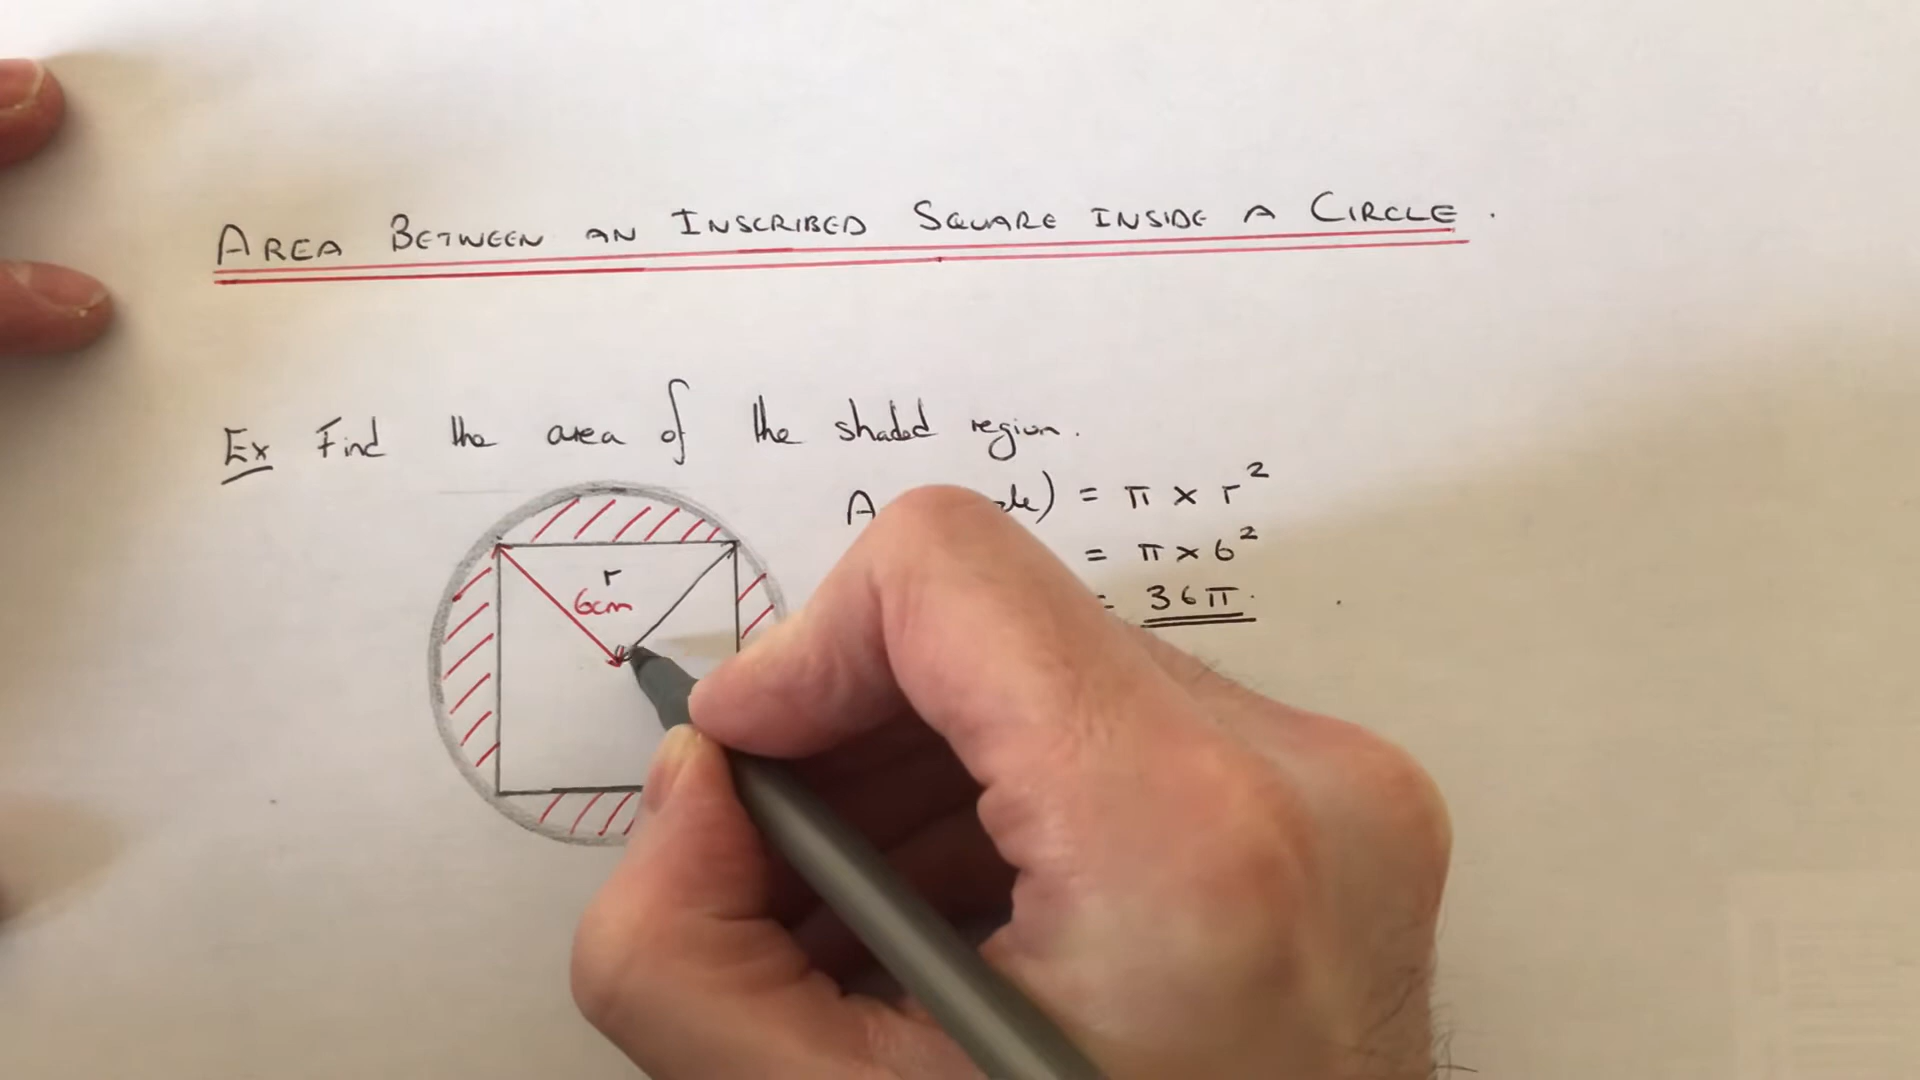 AREA BETWEEN AN INSCRIBED SQUARE INSIDE A CIRCLE.
Ex Find the area of the shaded region.
A = π × r²
= π × 6²
= 36π.
r
6cm